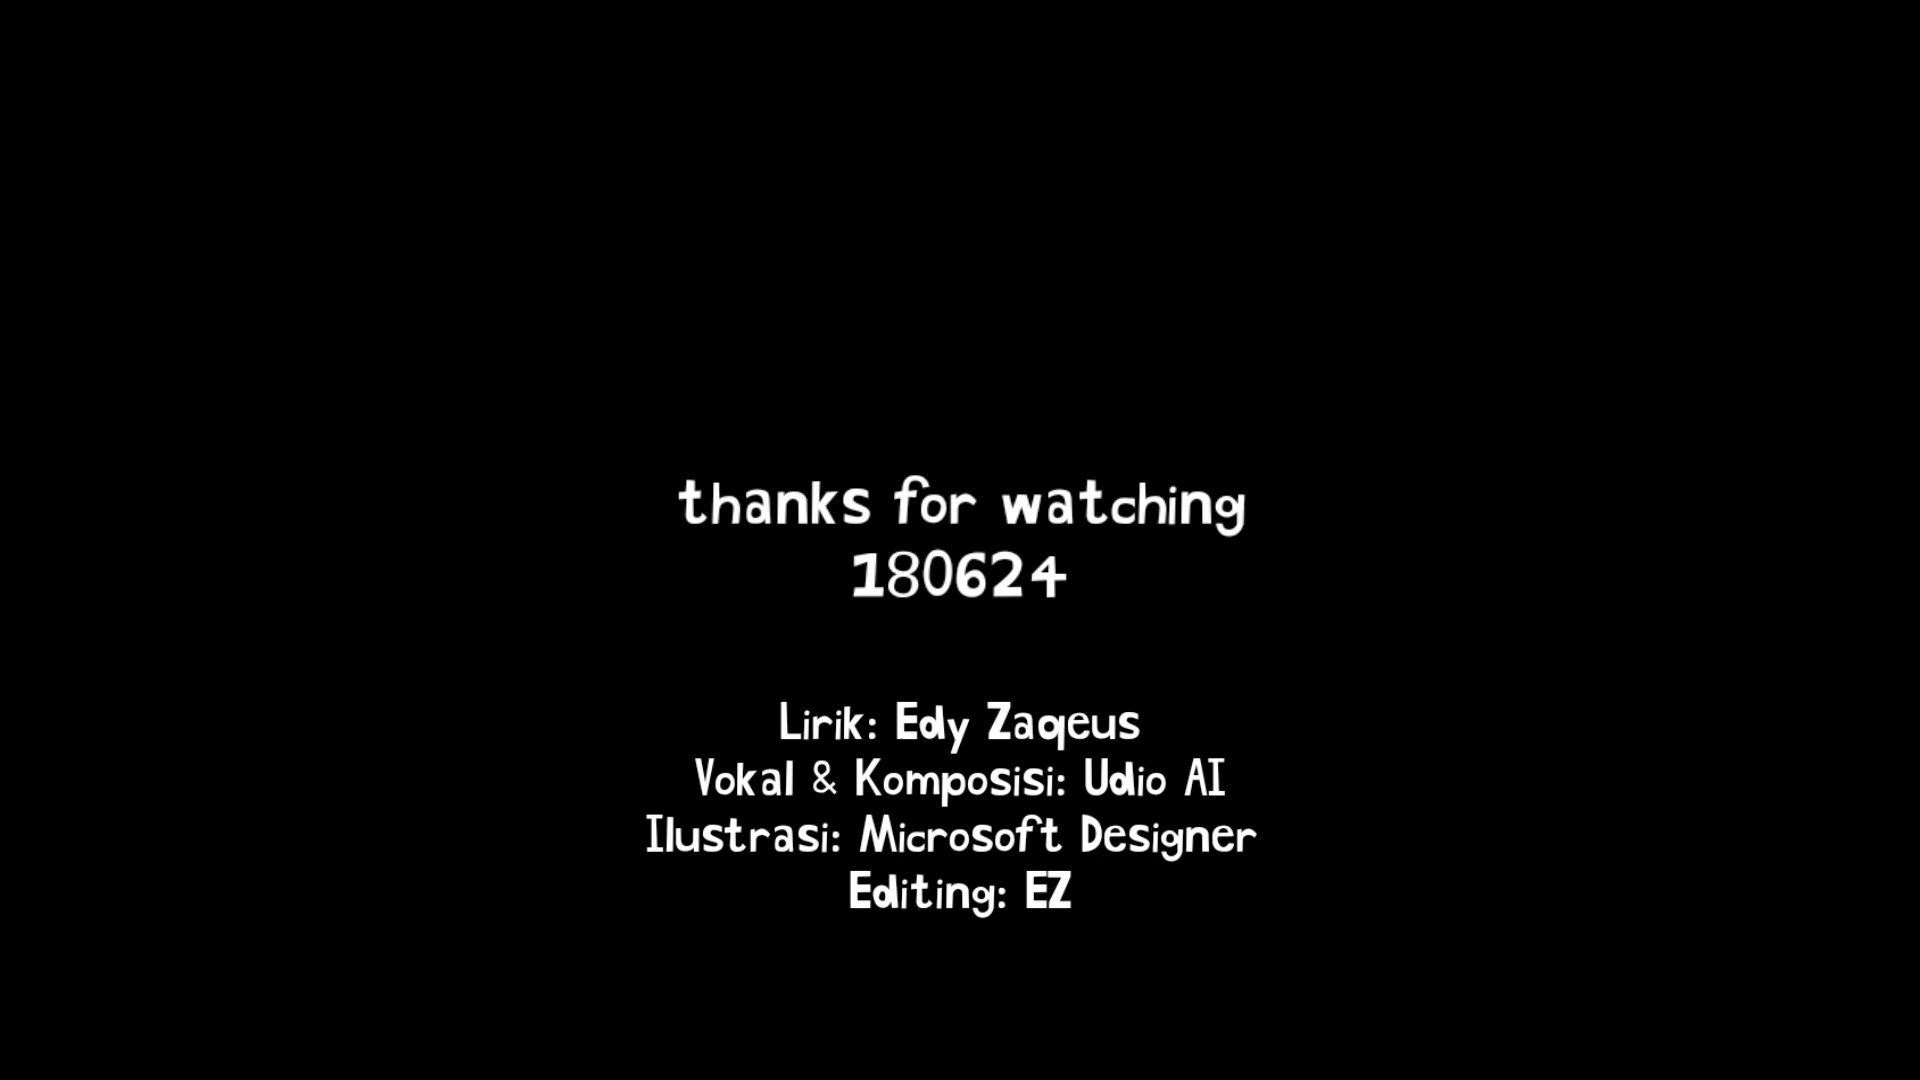 thanks for watching
180624
Lirik: Edy Zaqeus
Vokal & Komposisi: Udio AI
Ilustrasi: Microsoft Designer
Editing: EZ